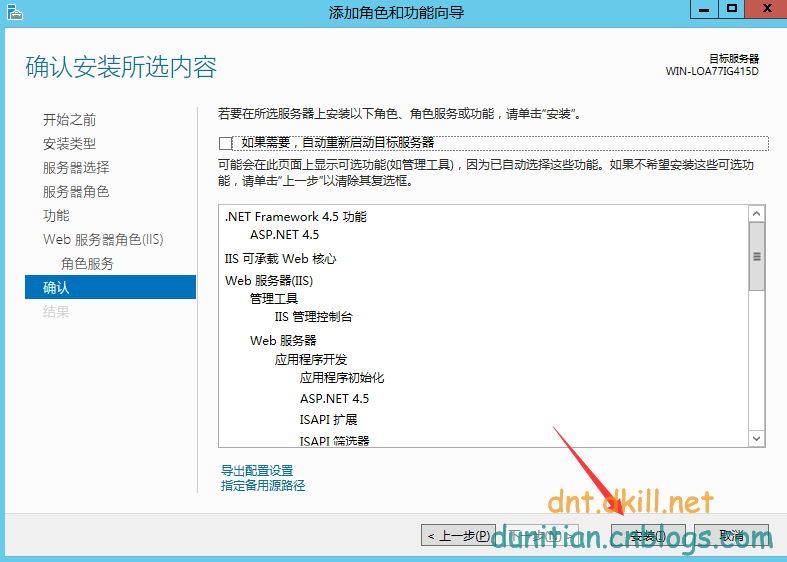 添加角色和功能向导
确认安装所选内容
目标服务器
WIN-LOA77IG415D
开始之前
安装类型
服务器选择
服务器角色
功能
Web 服务器角色(IIS)
角色服务
确认
结果
若要在所选服务器上安装以下角色、角色服务或功能，请单击“安装”。
如果需要，自动重新启动目标服务器
可能会在此页面上显示可选功能(如管理工具)，因为已自动选择这些功能。如果不希望安装这些可选功
能，请单击“上一步”以清除其复选框。
.NET Framework 4.5 功能
ASP.NET 4.5
IIS 可承载 Web 核心
Web 服务器(IIS)
管理工具
IIS 管理控制台
Web 服务器
应用程序开发
应用程序初始化
ASP.NET 4.5
ISAPI 扩展
ISAPI 筛选器
导出配置设置
指定备用源路径
dnt.dkill.net
< 上一步(P)
下一步(N) >
安装(I)
取消
dunitian.cnblogs.com